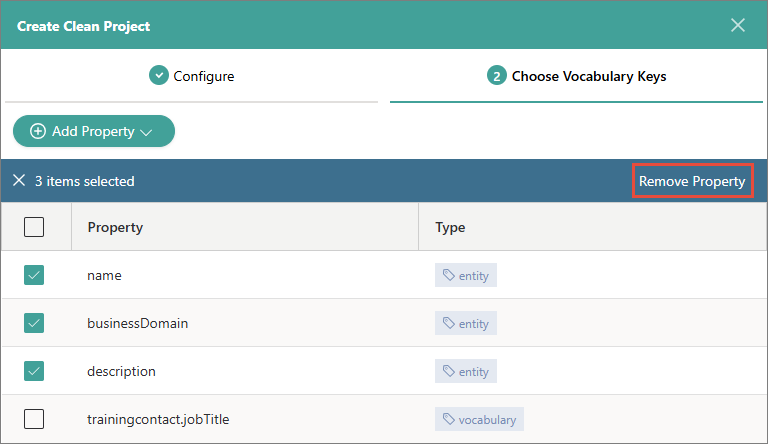 Create Clean Project
Configure
2 Choose Vocabulary Keys
Add Property
3 items selected
Remove Property
Property Type
name entity
businessDomain entity
description entity
trainingcontact.jobTitle vocabulary